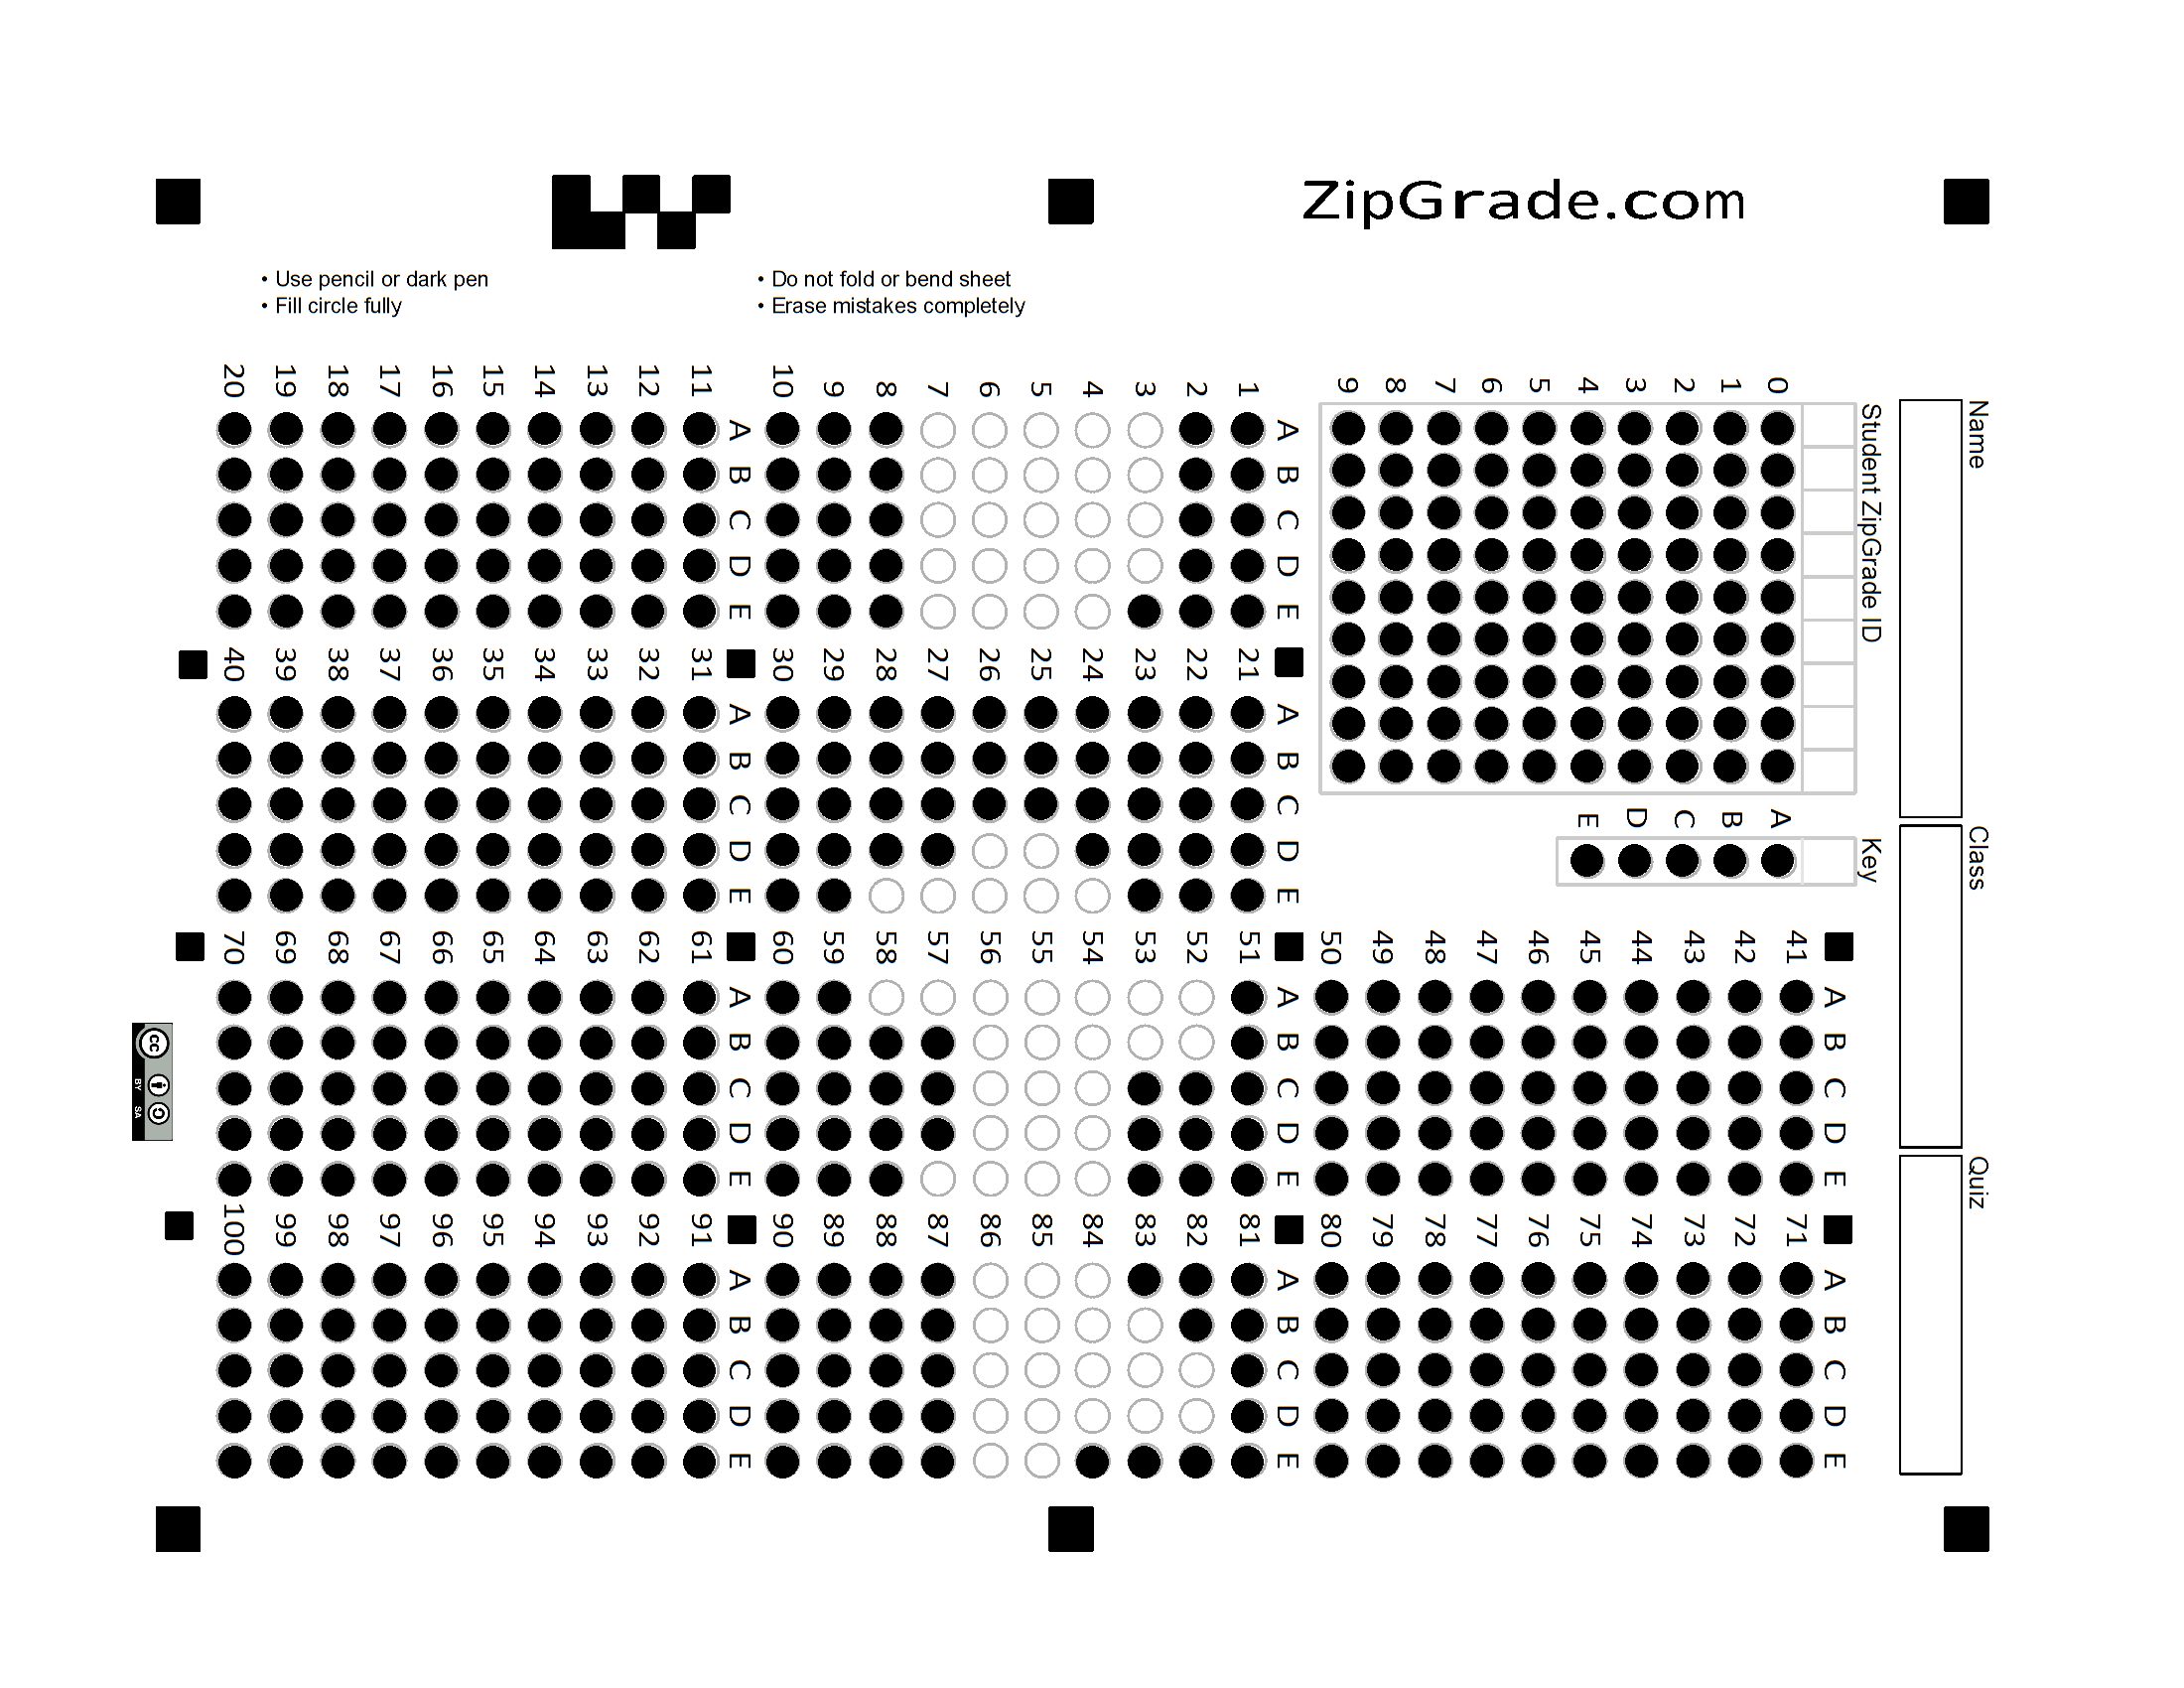 ZipGrade.com
• Use pencil or dark pen
• Fill circle fully
• Do not fold or bend sheet
• Erase mistakes completely
Name
Class
Quiz
Student ZipGrade ID
0 1 2 3 4 5 6 7 8 9
Key
A B C D E
20 19 18 17 16 15 14 13 12 11
A B C D E
10 9 8 7 6 5 4 3 2 1
A B C D E
40 39 38 37 36 35 34 33 32 31
A B C D E
30 29 28 27 26 25 24 23 22 21
A B C D E
70 69 68 67 66 65 64 63 62 61
A B C D E
60 59 58 57 56 55 54 53 52 51
A B C D E
50 49 48 47 46 45 44 43 42 41
A B C D E
100 99 98 97 96 95 94 93 92 91
A B C D E
90 89 88 87 86 85 84 83 82 81
A B C D E
80 79 78 77 76 75 74 73 72 71
A B C D E
cc
BY SA